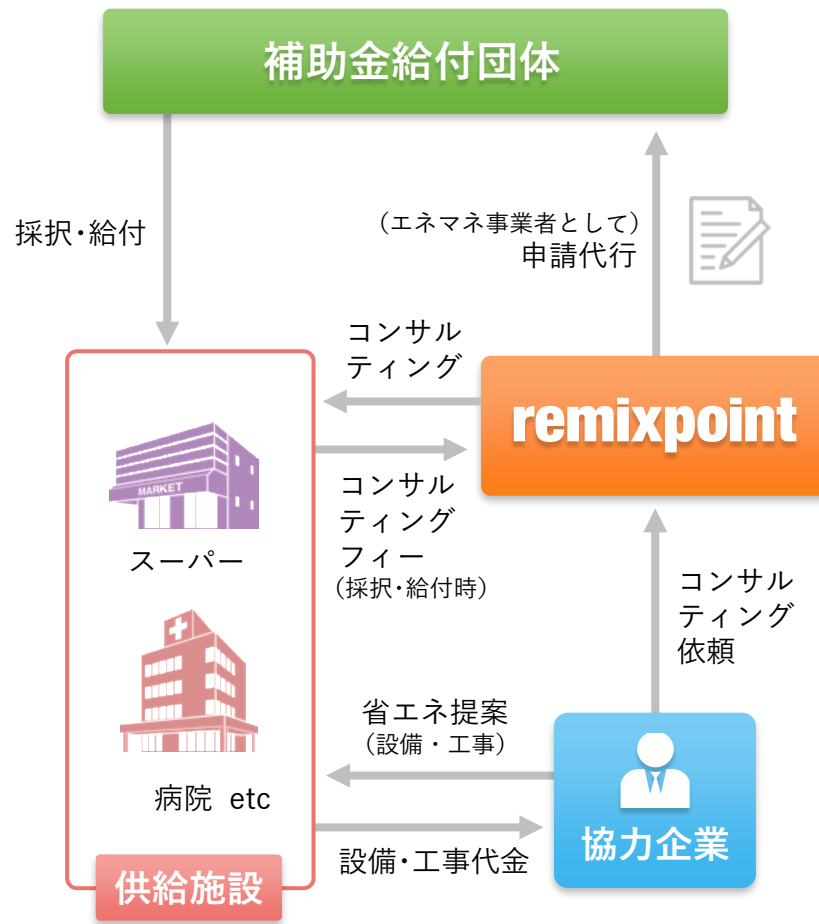 補助金給付団体
採択・給付
（エネマネ事業者として）
申請代行
コンサル
ティング
remixpoint
MARKET
スーパー
コンサル
ティング
フィー
（採択・給付時）
コンサル
ティング
依頼
省エネ提案
（設備・工事）
病院 etc
設備・工事代金
協力企業
供給施設